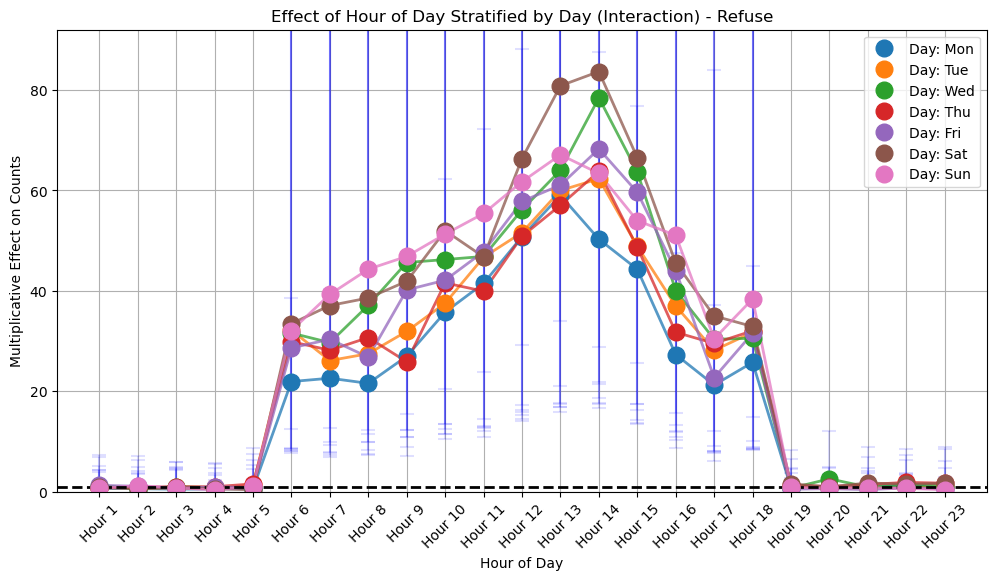 Effect of Hour of Day Stratified by Day (Interaction) - Refuse
Multiplicative Effect on Counts
80
60
40
20
0
Day: Mon
Day: Tue
Day: Wed
Day: Thu
Day: Fri
Day: Sat
Day: Sun
Hour 1
Hour 2
Hour 3
Hour 4
Hour 5
Hour 6
Hour 7
Hour 8
Hour 9
Hour 10
Hour 11
Hour 12
Hour 13
Hour 14
Hour 15
Hour 16
Hour 17
Hour 18
Hour 19
Hour 20
Hour 21
Hour 22
Hour 23
Hour of Day